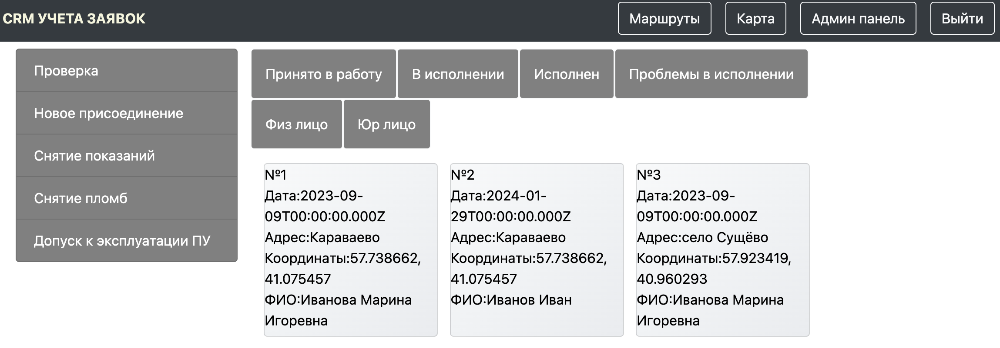 CRM УЧЕТА ЗАЯВОК
Маршруты
Карта
Админ панель
Выйти
Проверка
Новое присоединение
Снятие показаний
Снятие пломб
Допуск к эксплуатации ПУ
Принято в работу
В исполнении
Исполнен
Проблемы в исполнении
Физ лицо
Юр лицо
№1
Дата:2023-09-
09T00:00:00.000Z
Адрес:Караваево
Координаты:57.738662,
41.075457
ФИО:Иванова Марина
Игоревна
№2
Дата:2024-01-
29T00:00:00.000Z
Адрес:Караваево
Координаты:57.738662,
41.075457
ФИО:Иванов Иван
№3
Дата:2023-09-
09T00:00:00.000Z
Адрес:село Сущёво
Координаты:57.923419,
40.960293
ФИО:Иванова Марина
Игоревна